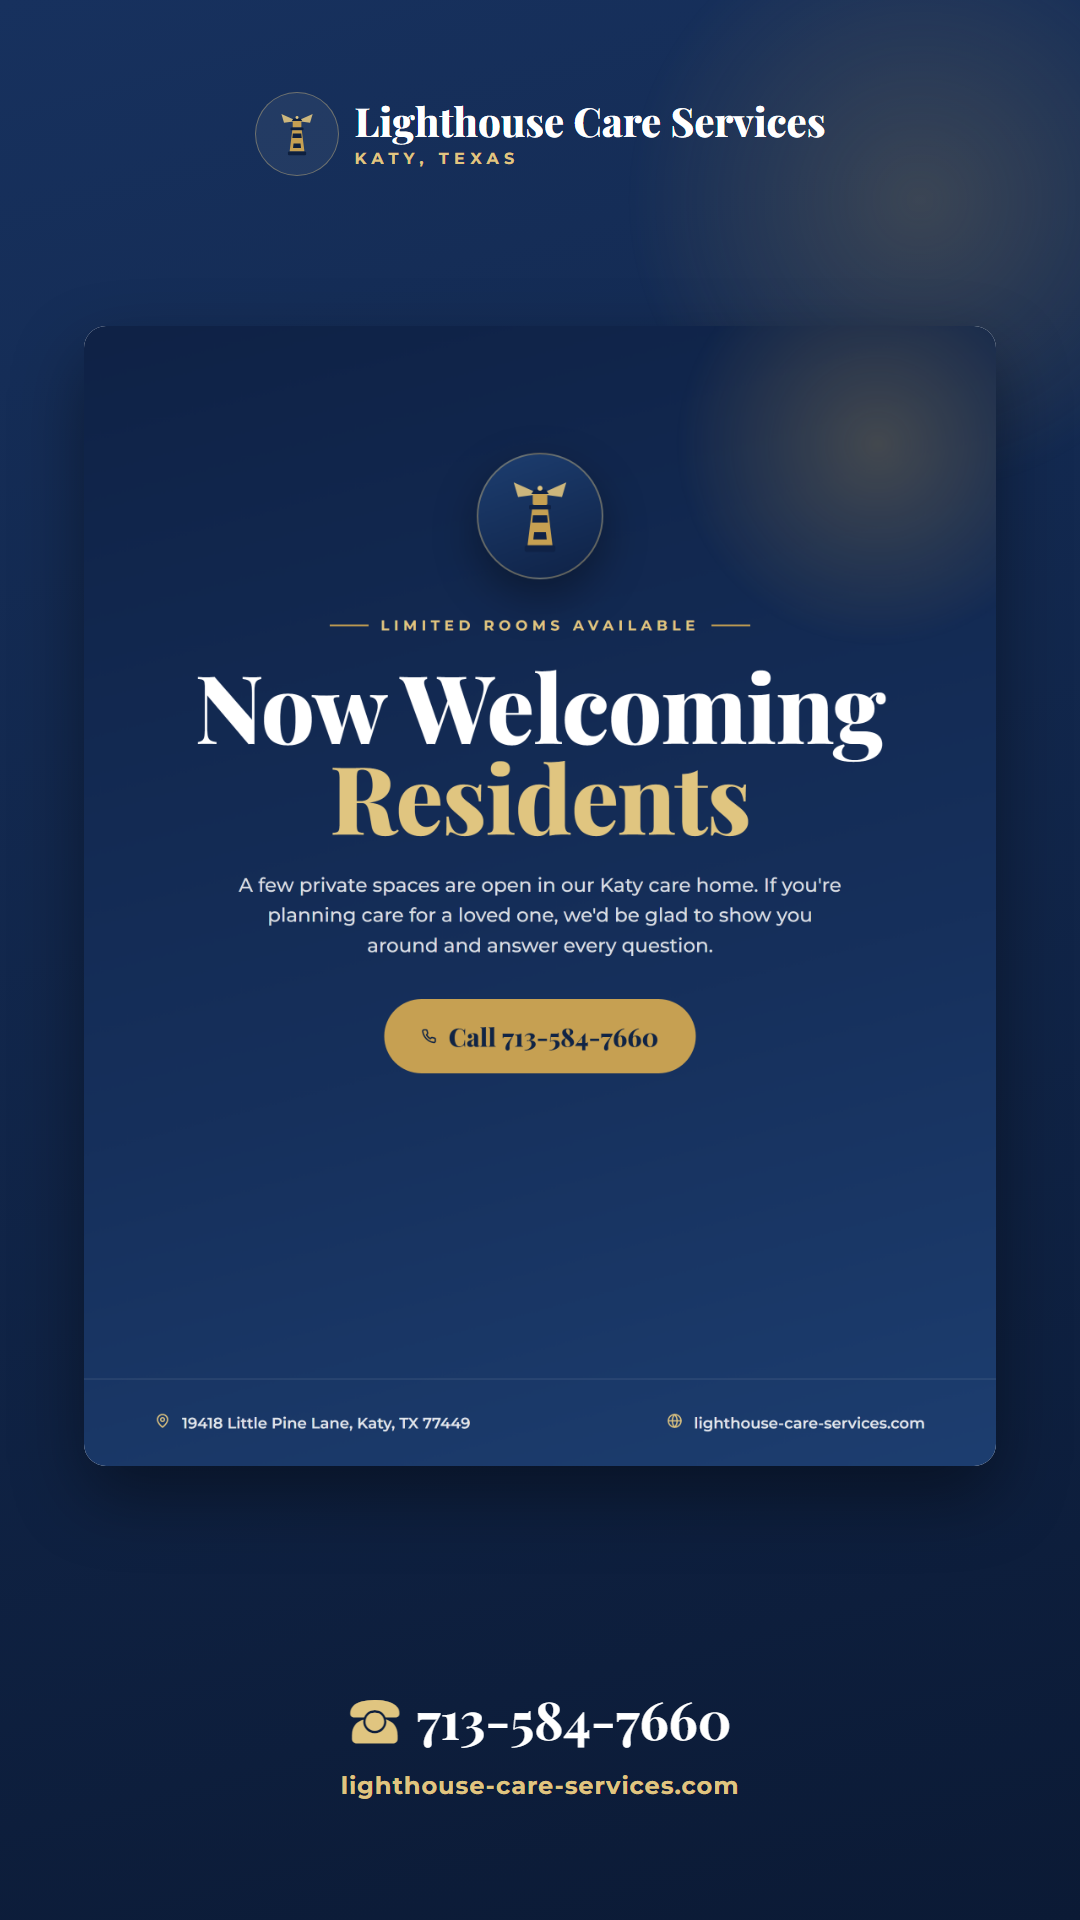 Lighthouse Care Services
KATY, TEXAS
LIMITED ROOMS AVAILABLE
Now Welcoming
Residents
A few private spaces are open in our Katy care home. If you're
planning care for a loved one, we'd be glad to show you
around and answer every question.
Call 713-584-7660
19418 Little Pine Lane, Katy, TX 77449
lighthouse-care-services.com
713-584-7660
lighthouse-care-services.com